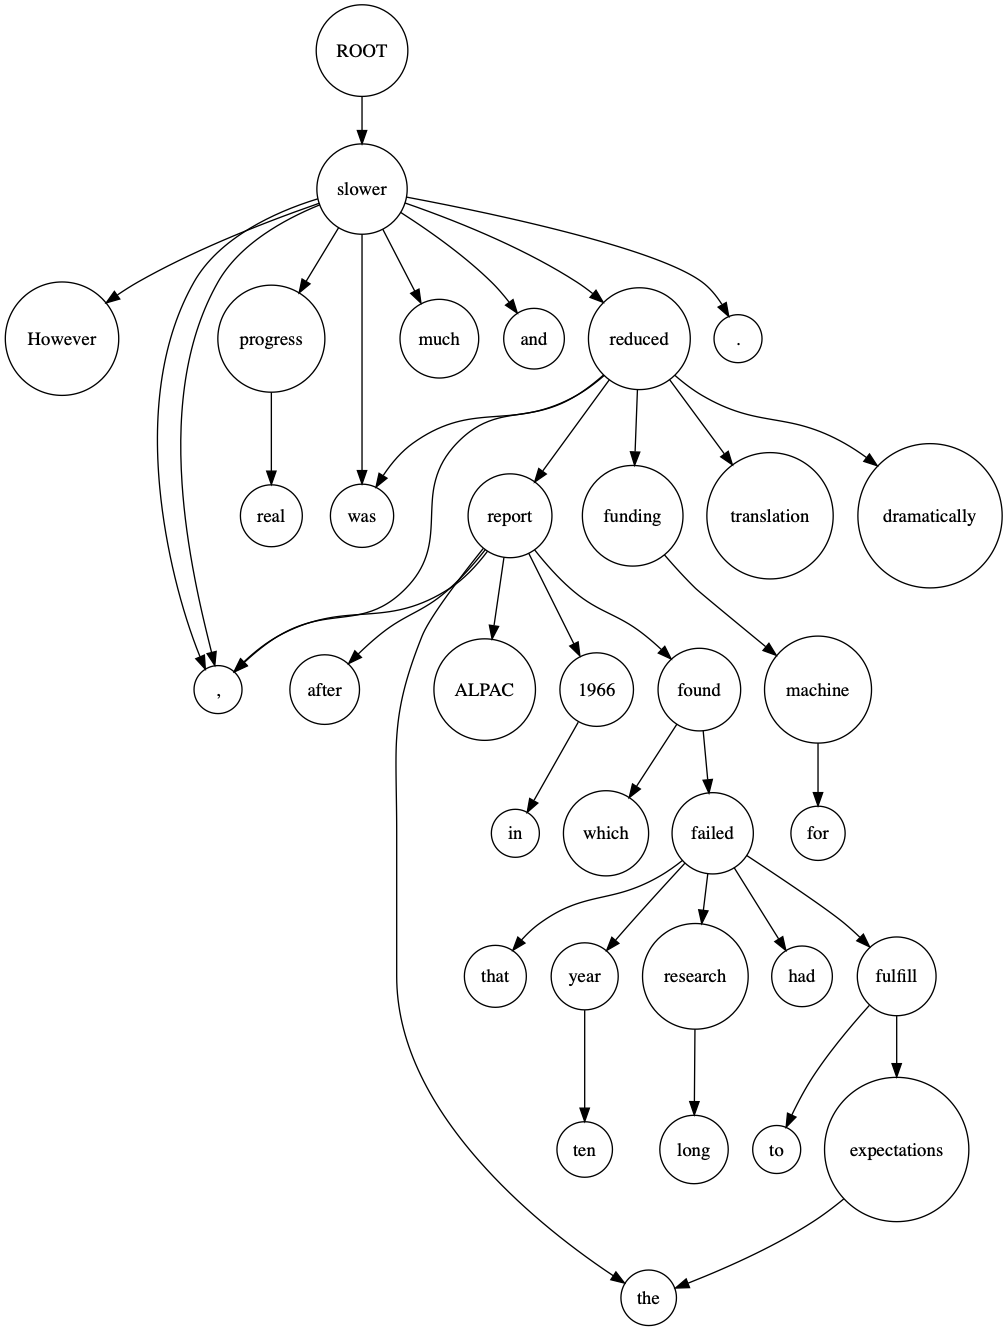 ROOT
slower
However
progress
much
and
reduced
.
real
was
report
funding
translation
dramatically
,
after
ALPAC
1966
found
machine
in
which
failed
for
that
year
research
had
fulfill
ten
long
to
expectations
the